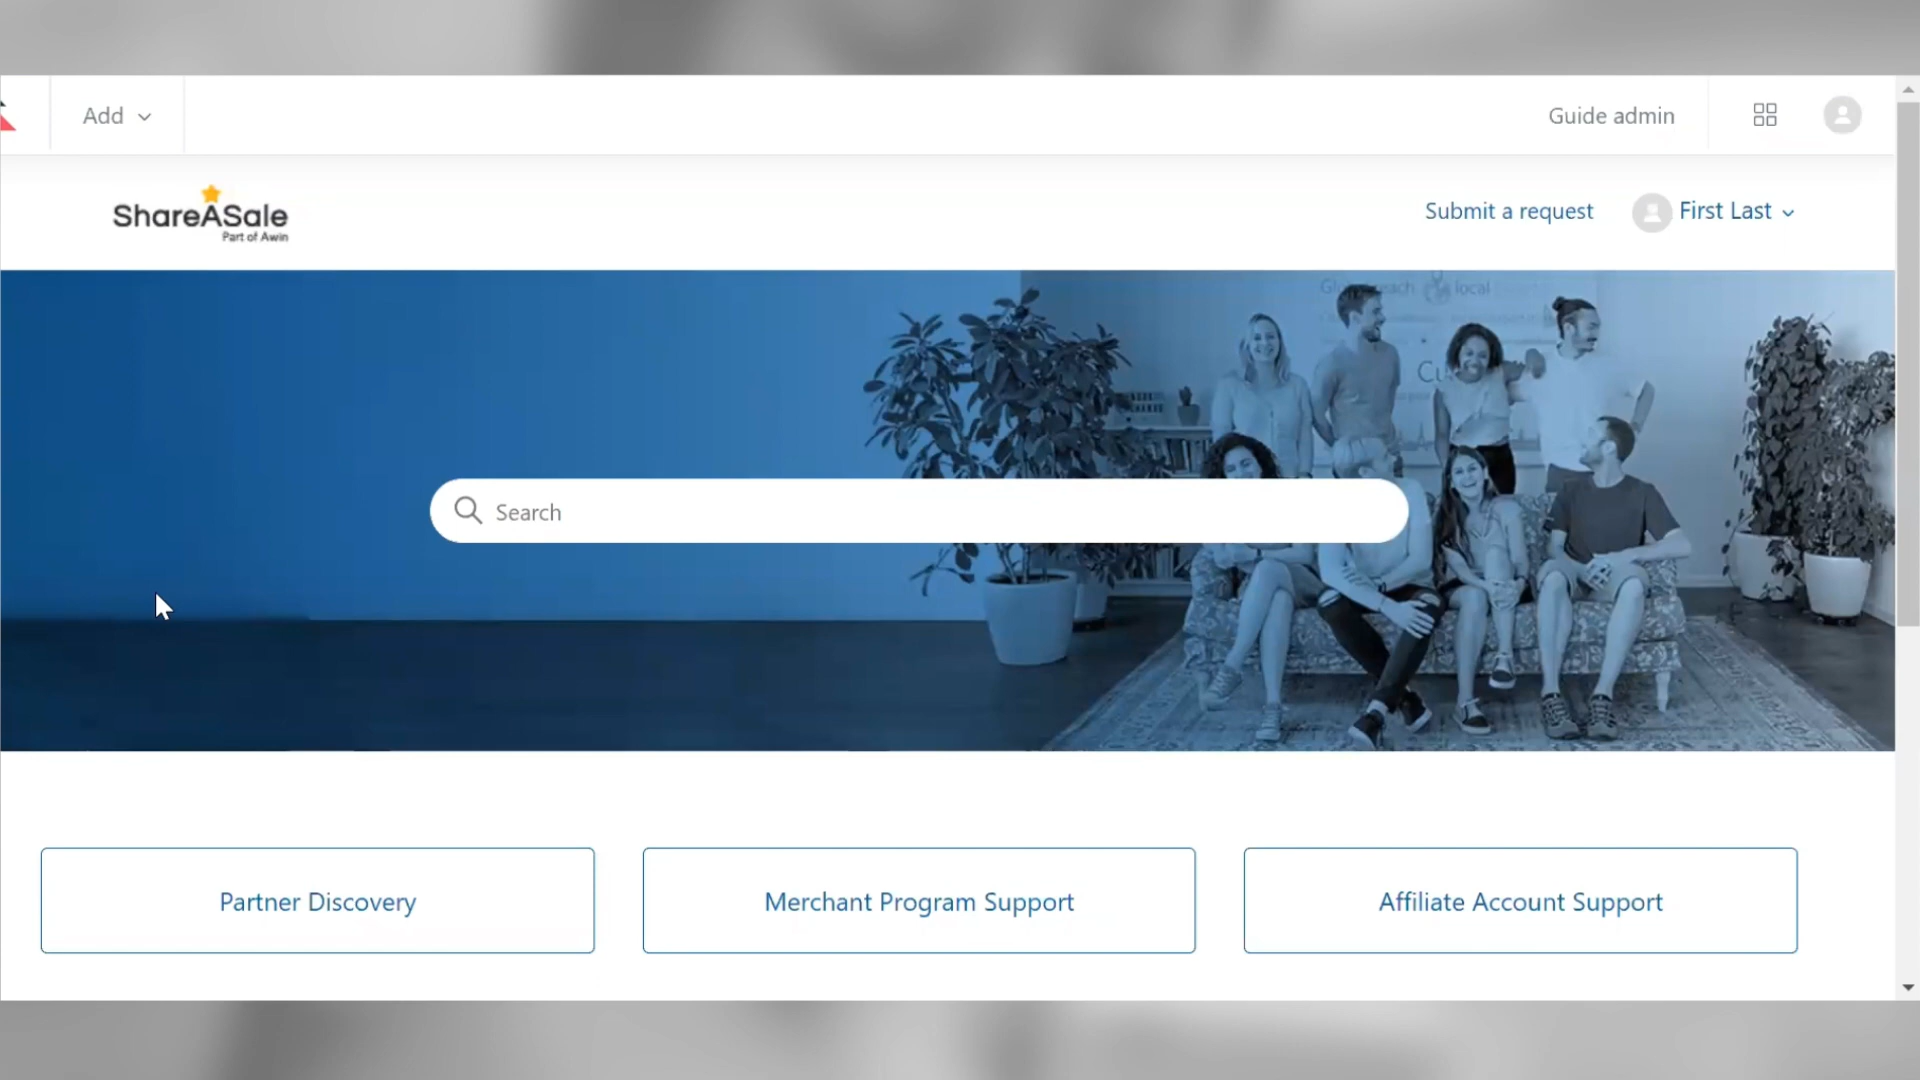 Add
Guide admin
ShareASale
Part of Awin
Submit a request
First Last
local
Search
Partner Discovery
Merchant Program Support
Affiliate Account Support